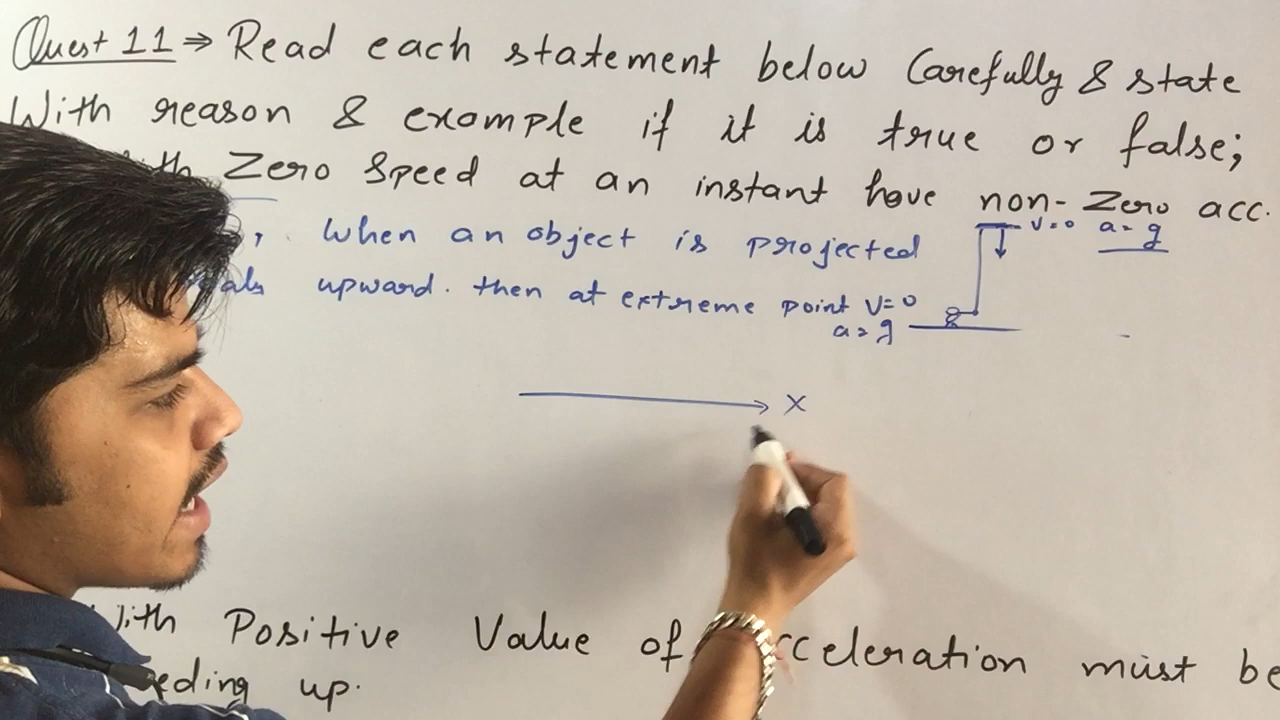 Quest 11 ⇒ Read each statement below Carefully & state
With reason & example if it is true or false;
Zero Speed at an instant have non-Zero acc.
, When an object is projected
upward. then at extreme point V=0
a=g
V=0 a=g
X
With Positive Value of acceleration must be
eding up.